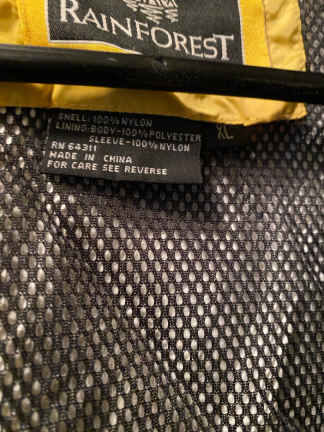 RAINFOREST
SHELL: 100% NYLON
LINING: BODY-100% POLYESTER
SLEEVE-100% NYLON
XL
RN 64311
MADE IN CHINA
FOR CARE SEE REVERSE